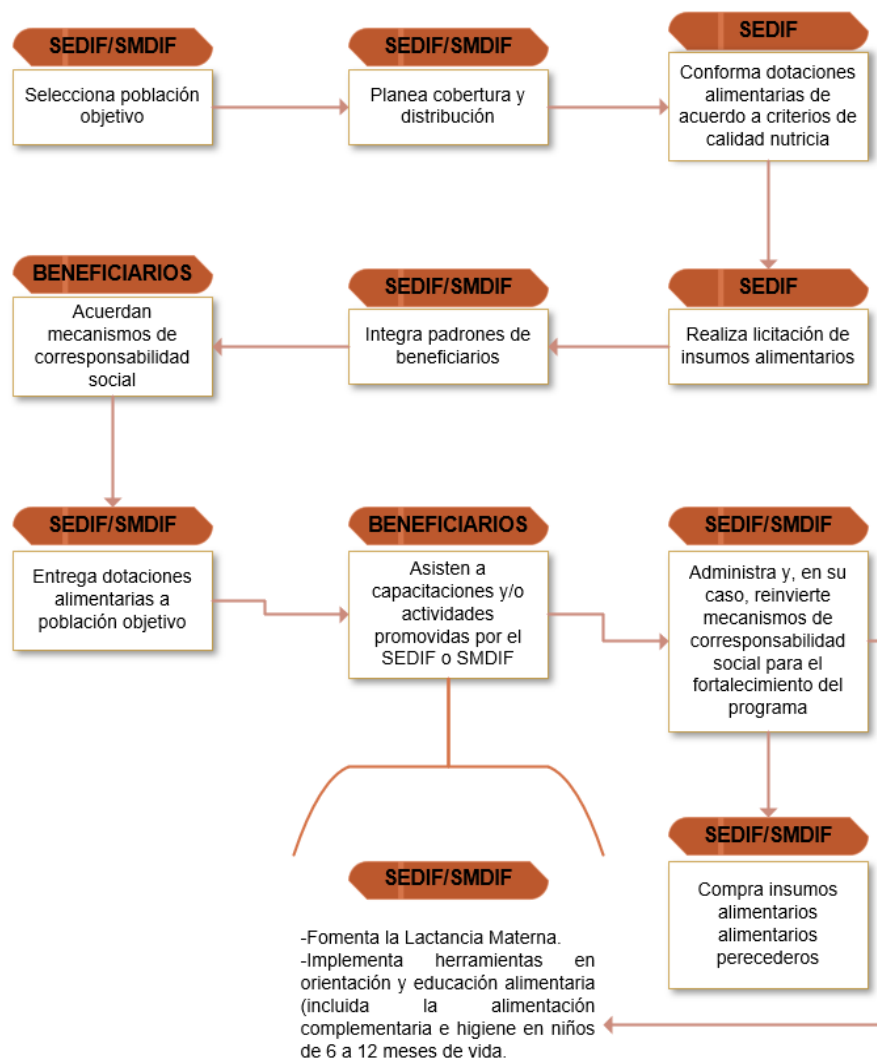 SEDIF/SMDIF
Selecciona población
objetivo
SEDIF/SMDIF
Planea cobertura y
distribución
SEDIF
Conforma dotaciones
alimentarias de
acuerdo a criterios de
calidad nutricia
SEDIF
Realiza licitación de
insumos alimentarios
SEDIF/SMDIF
Integra padrones de
beneficiarios
BENEFICIARIOS
Acuerdan
mecanismos de
corresponsabilidad
social
SEDIF/SMDIF
Entrega dotaciones
alimentarias a
población objetivo
BENEFICIARIOS
Asisten a
capacitaciones y/o
actividades
promovidas por el
SEDIF o SMDIF
SEDIF/SMDIF
Administra y, en su
caso, reinvierte
mecanismos de
corresponsabilidad
social para el
fortalecimiento del
programa
SEDIF/SMDIF
Compra insumos
alimentarios
alimentarios
perecederos
SEDIF/SMDIF
-Fomenta la Lactancia Materna.
-Implementa herramientas en
orientación y educación alimentaria
(incluida la alimentación
complementaria e higiene en niños
de 6 a 12 meses de vida.